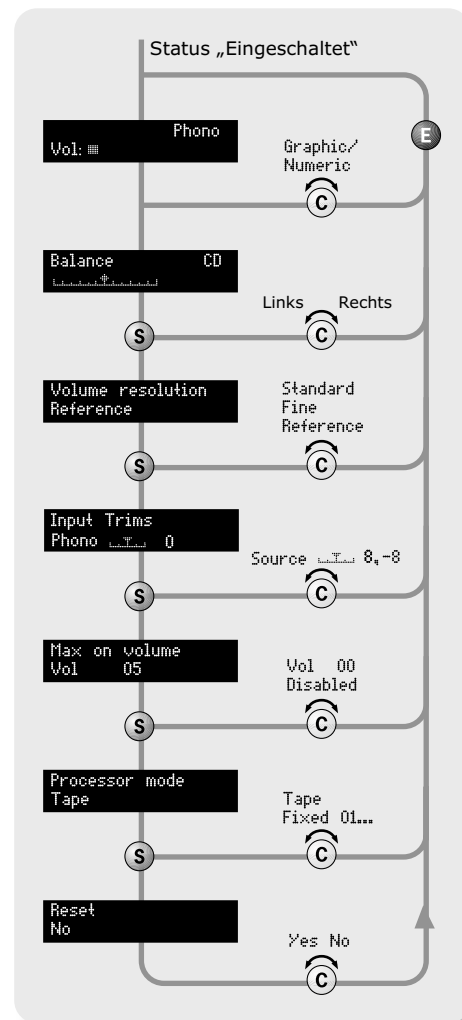 Status „Eingeschaltet“
E
Phono
Vol:
Graphic/
Numeric
C
Balance CD
Links Rechts
S
C
Volume resolution
Reference
Standard
Fine
Reference
S
C
Input Trims
Phono 0
Source 8,-8
S
C
Max on volume
Vol 05
Vol 00
Disabled
S
C
Processor mode
Tape
Tape
Fixed 01...
S
C
Reset
No
Yes No
C